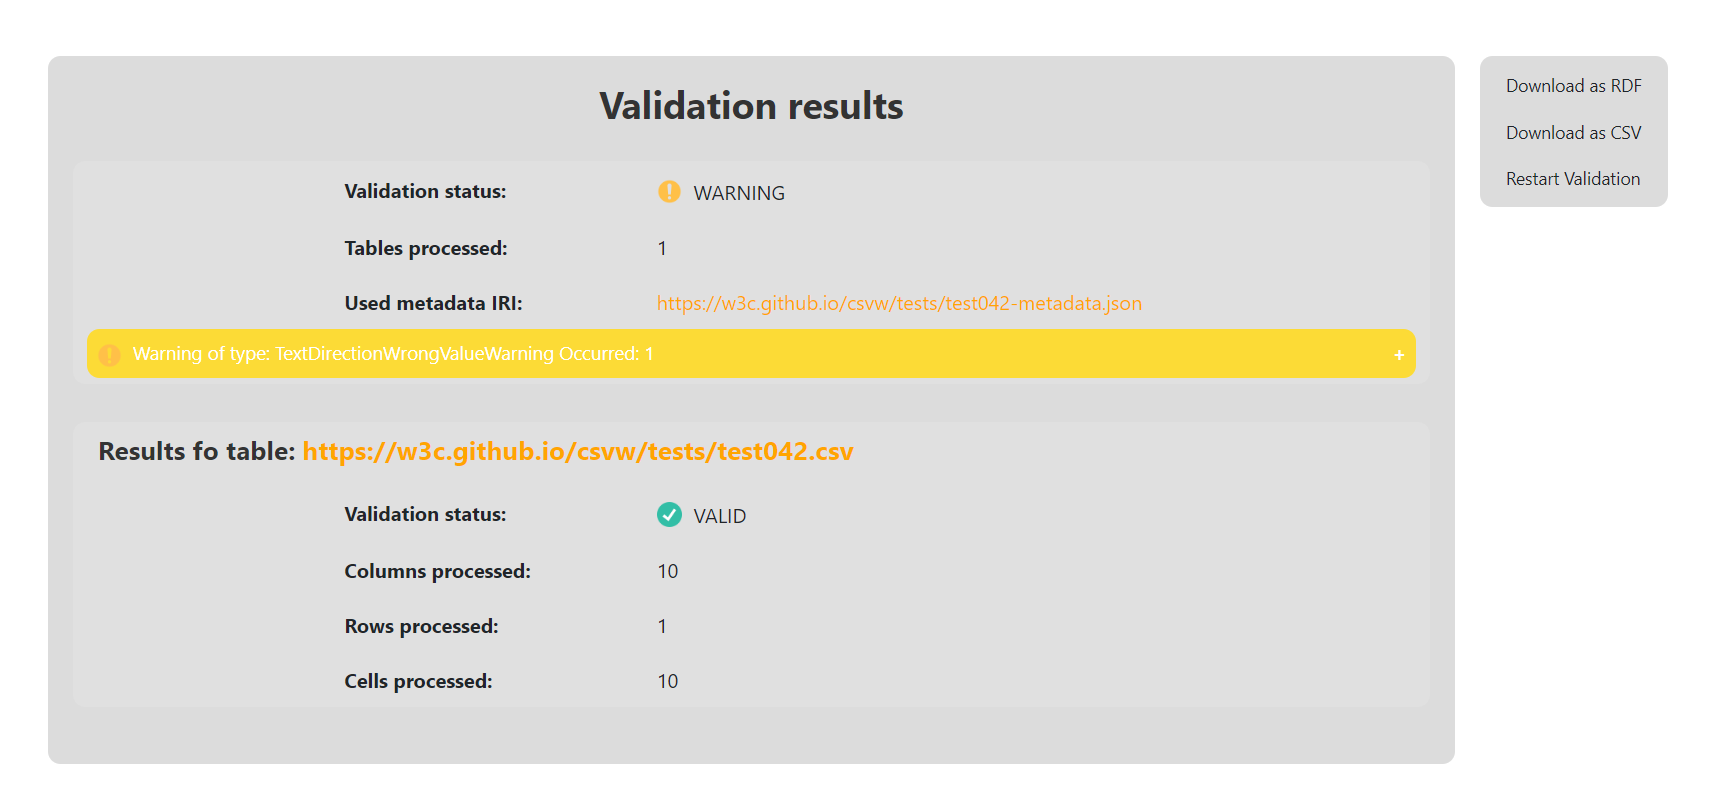 Validation results
Download as RDF
Download as CSV
Restart Validation
Validation status: WARNING
Tables processed: 1
Used metadata IRI: https://w3c.github.io/csvw/tests/test042-metadata.json
Warning of type: TextDirectionWrongValueWarning Occurred: 1 +
Results fo table: https://w3c.github.io/csvw/tests/test042.csv
Validation status: VALID
Columns processed: 10
Rows processed: 1
Cells processed: 10